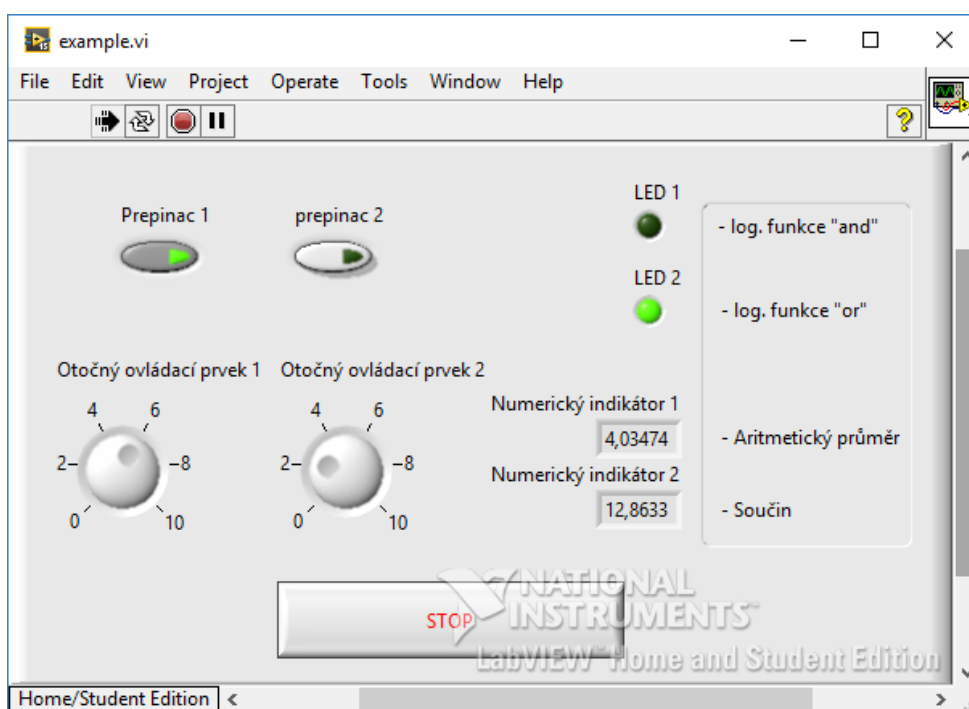 example.vi
File Edit View Project Operate Tools Window Help
Prepinac 1
prepinac 2
LED 1
- log. funkce "and"
LED 2
- log. funkce "or"
Otočný ovládací prvek 1
Otočný ovládací prvek 2
0 2 4 6 8 10
0 2 4 6 8 10
Numerický indikátor 1
4,03474
- Aritmetický průměr
Numerický indikátor 2
12,8633
- Součin
STOP
NATIONAL
INSTRUMENTS™
LabVIEW™ Home and Student Edition
Home/Student Edition